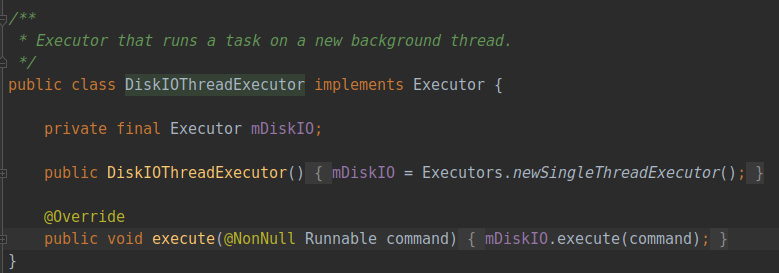 /**
 * Executor that runs a task on a new background thread.
 */
public class DiskIOThreadExecutor implements Executor {
private final Executor mDiskIO;
public DiskIOThreadExecutor() { mDiskIO = Executors.newSingleThreadExecutor(); }
@Override
public void execute(@NonNull Runnable command) { mDiskIO.execute(command); }
}